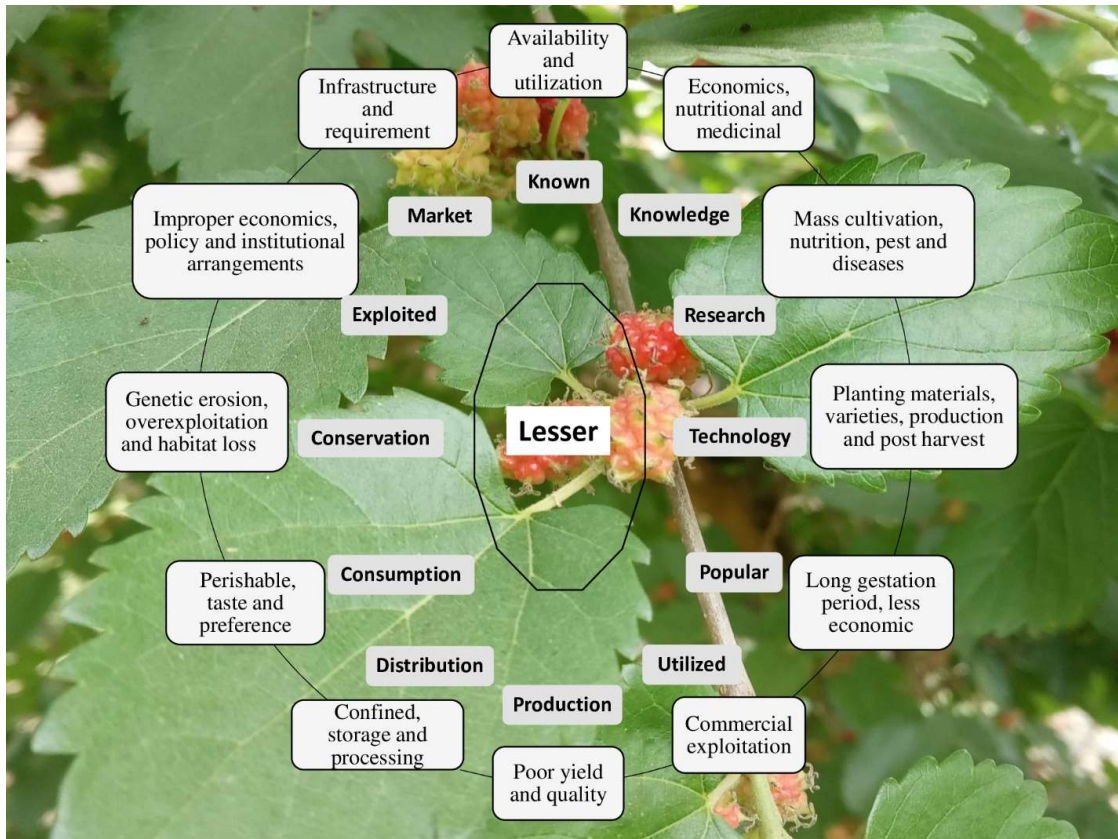 Availability
and
utilization
Infrastructure
and
requirement
Economics,
nutritional and
medicinal
Known
Market
Knowledge
Improper economics,
policy and institutional
arrangements
Mass cultivation,
nutrition, pest and
diseases
Exploited
Research
Genetic erosion,
overexploitation
and habitat loss
Conservation
Lesser
Technology
Planting materials,
varieties, production
and post harvest
Perishable,
taste and
preference
Consumption
Popular
Long gestation
period, less
economic
Distribution
Utilized
Production
Confined,
storage and
processing
Commercial
exploitation
Poor yield
and quality